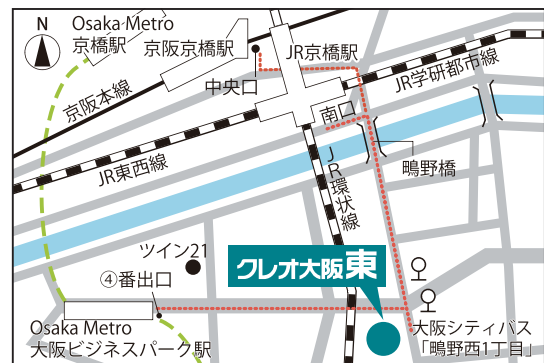 N
Osaka Metro
京橋駅
京阪京橋駅
JR京橋駅
中央口
京阪本線
JR学研都市線
南口
JR東西線
JR環状線
鴫野橋
ツイン21
④番出口
クレオ大阪東
Osaka Metro
大阪ビジネスパーク駅
大阪シティバス
「鴫野西1丁目」